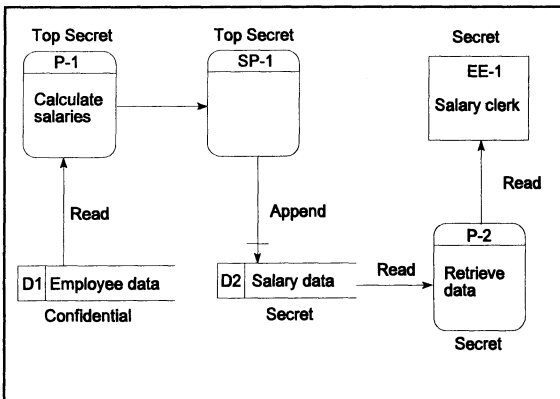 Top Secret
P-1
Calculate
salaries
Top Secret
SP-1
Secret
EE-1
Salary clerk
Read
Append
Read
D1 Employee data
Confidential
D2 Salary data
Secret
Read
P-2
Retrieve
data
Secret